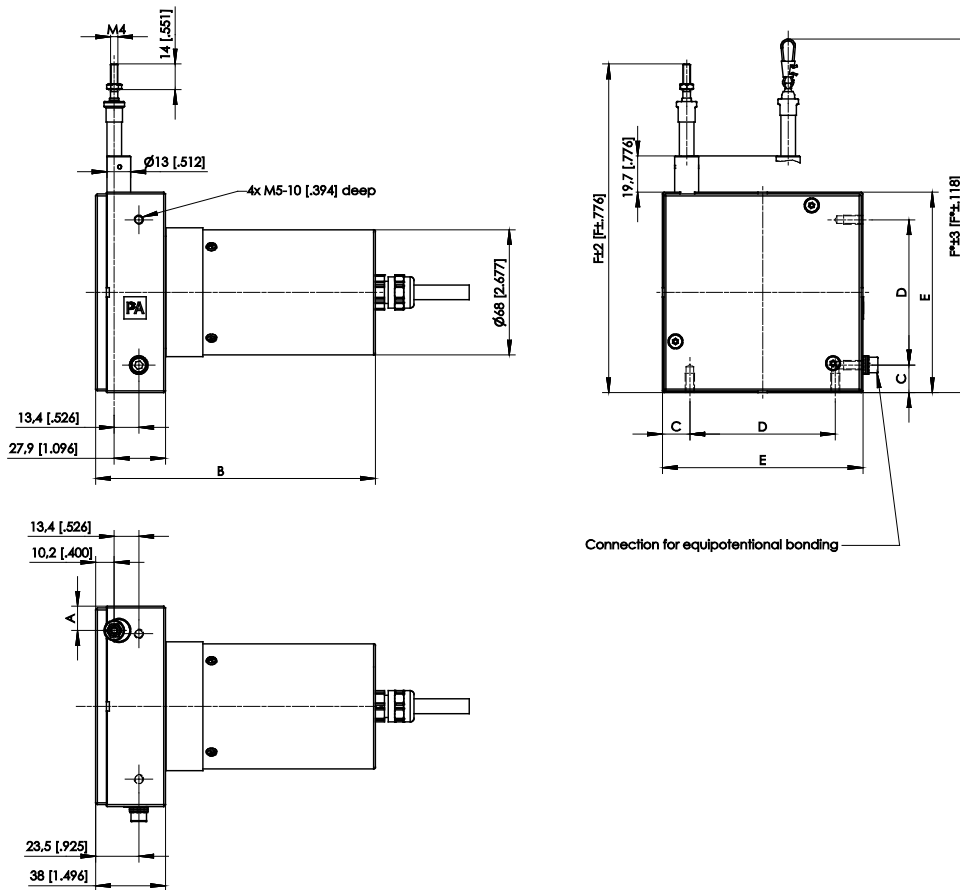 M4
14 [.551]
Ø13 [.512]
4x M5-10 [.394] deep
PA
Ø68 [2.677]
13,4 [.526]
27,9 [1.096]
B
F±2 [F±.776]
19,7 [.776]
F*±3 [F*±.118]
D
E
C
C
D
E
Connection for equipotentional bonding
13,4 [.526]
10,2 [.400]
A
23,5 [.925]
38 [1.496]